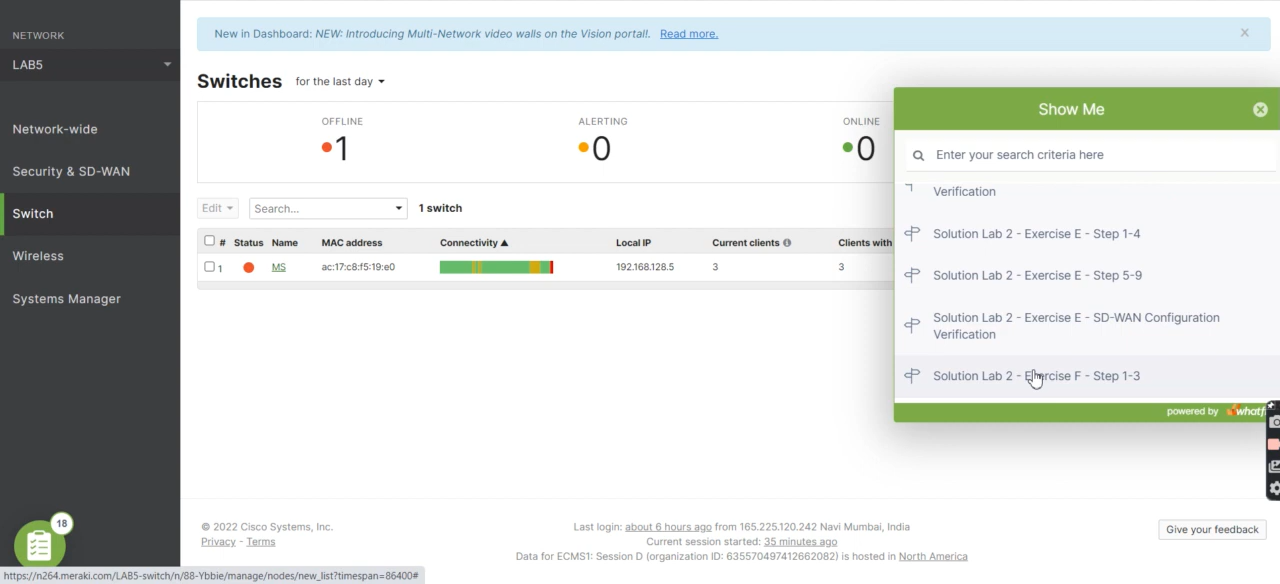 NETWORK
LAB5
Network-wide
Security & SD-WAN
Switch
Wireless
Systems Manager
18
New in Dashboard: NEW: Introducing Multi-Network video walls on the Vision portal!. Read more.
Switches for the last day
OFFLINE ALERTING ONLINE
1 0 0
Edit Search... 1 switch
# Status Name MAC address Connectivity Local IP Current clients Clients with
1 MS ac:17:c8:f5:19:e0 192.168.128.5 3 3
Show Me
Enter your search criteria here
Verification
Solution Lab 2 - Exercise E - Step 1-4
Solution Lab 2 - Exercise E - Step 5-9
Solution Lab 2 - Exercise E - SD-WAN Configuration
Verification
Solution Lab 2 - Exercise F - Step 1-3
powered by whatf
© 2022 Cisco Systems, Inc.
Privacy - Terms
Last login: about 6 hours ago from 165.225.120.242 Navi Mumbai, India
Current session started: 35 minutes ago
Data for ECMS1: Session D (organization ID: 635570497412662082) is hosted in North America
Give your feedback
https://n264.meraki.com/LAB5-switch/n/88-Ybbie/manage/nodes/new_list?timespan=86400#